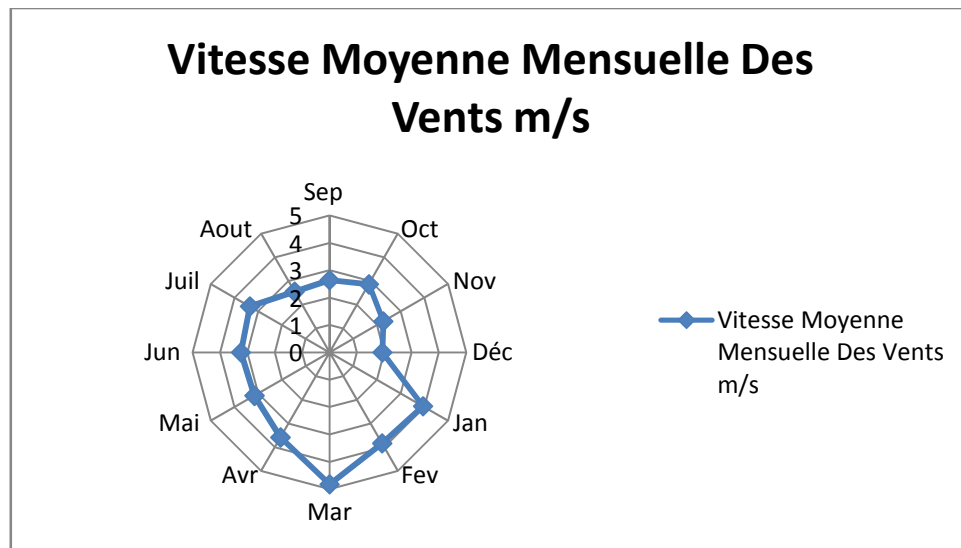 Vitesse Moyenne Mensuelle Des
Vents m/s
Sep
Oct
Nov
Déc
Jan
Fev
Mar
Avr
Mai
Jun
Juil
Aout
5
4
3
2
1
0
Vitesse Moyenne
Mensuelle Des Vents
m/s